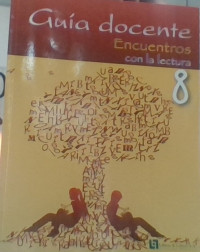 Guía docente
Encuentros
con la lectura
8